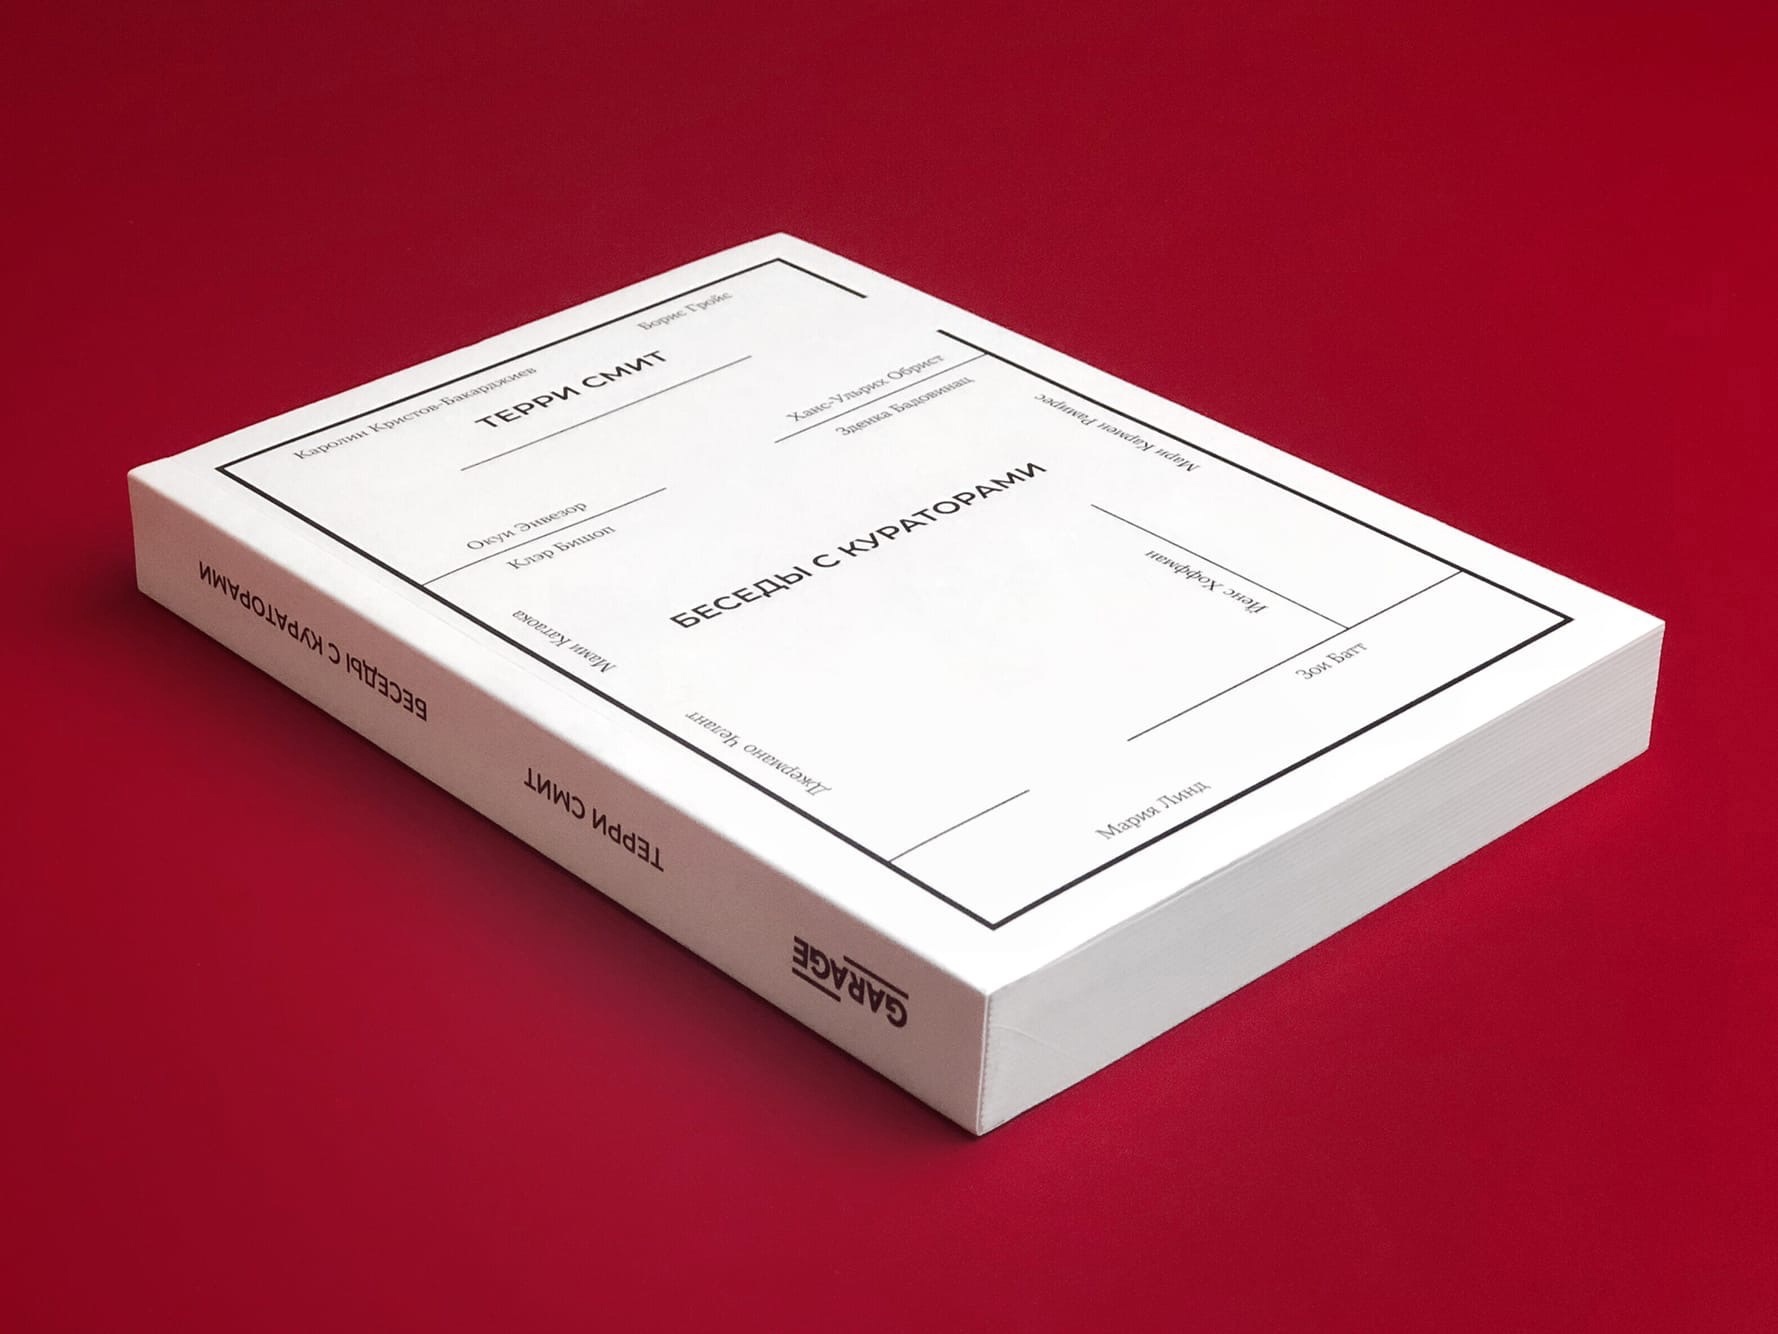 Борис Гройс
Каролин Кристов-Бакарджиев
ТЕРРИ СМИТ
Ханс-Ульрих Обрист
Зденка Бадовинац
Мари Кармен Рамирес
Окуи Энвезор
Клэр Бишоп
БЕСЕДЫ С КУРАТОРАМИ
Йенс Хоффман
Мами Катаока
Зои Батт
Джермано Челант
Мария Линд
БЕСЕДЫ С КУРАТОРАМИ
ТЕРРИ СМИТ
GARAGE